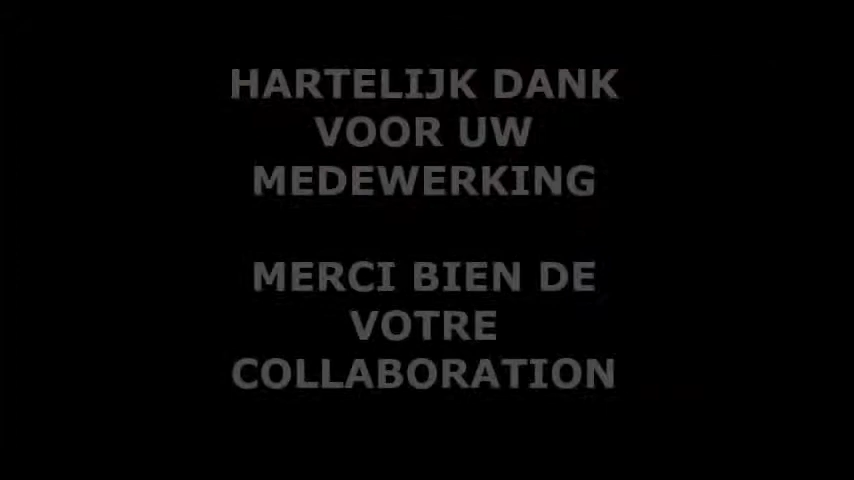 HARTELIJK DANK
VOOR UW
MEDEWERKING
MERCI BIEN DE
VOTRE
COLLABORATION